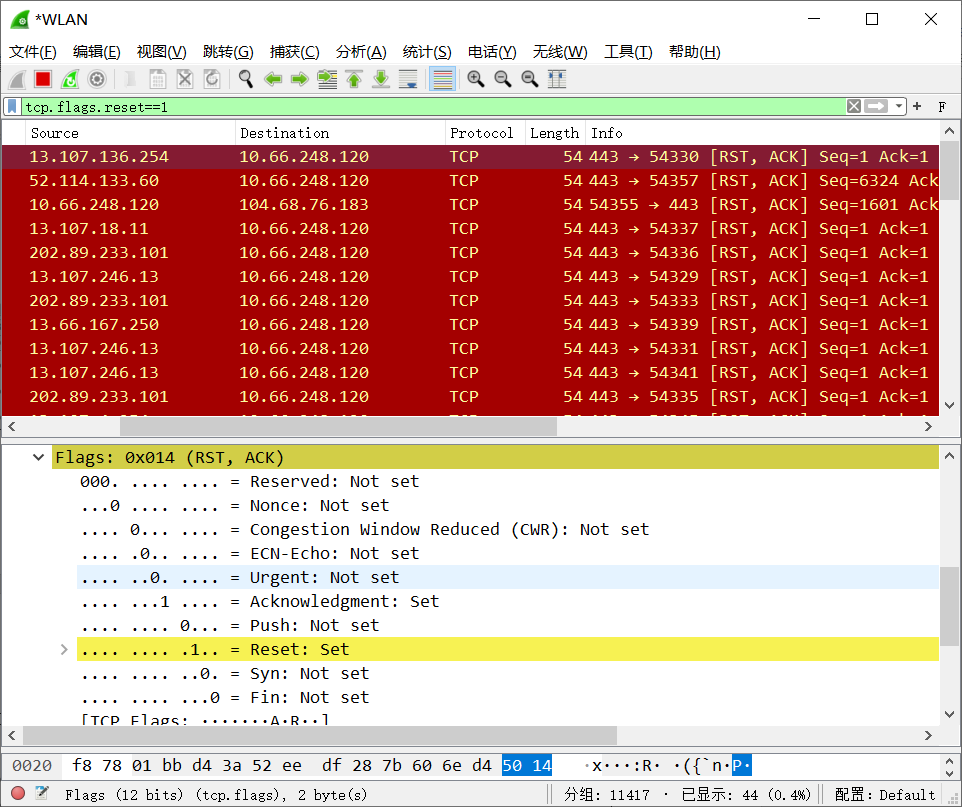 *WLAN
文件(F) 编辑(E) 视图(V) 跳转(G) 捕获(C) 分析(A) 统计(S) 电话(Y) 无线(W) 工具(T) 帮助(H)
tcp.flags.reset==1 + F
Source Destination Protocol Length Info
13.107.136.254 10.66.248.120 TCP 54 443 → 54330 [RST, ACK] Seq=1 Ack=1
52.114.133.60 10.66.248.120 TCP 54 443 → 54357 [RST, ACK] Seq=6324 Ack
10.66.248.120 104.68.76.183 TCP 54 54355 → 443 [RST, ACK] Seq=1601 Ack
13.107.18.11 10.66.248.120 TCP 54 443 → 54337 [RST, ACK] Seq=1 Ack=1
202.89.233.101 10.66.248.120 TCP 54 443 → 54336 [RST, ACK] Seq=1 Ack=1
13.107.246.13 10.66.248.120 TCP 54 443 → 54329 [RST, ACK] Seq=1 Ack=1
202.89.233.101 10.66.248.120 TCP 54 443 → 54333 [RST, ACK] Seq=1 Ack=1
13.66.167.250 10.66.248.120 TCP 54 443 → 54339 [RST, ACK] Seq=1 Ack=1
13.107.246.13 10.66.248.120 TCP 54 443 → 54331 [RST, ACK] Seq=1 Ack=1
13.107.246.13 10.66.248.120 TCP 54 443 → 54341 [RST, ACK] Seq=1 Ack=1
202.89.233.101 10.66.248.120 TCP 54 443 → 54335 [RST, ACK] Seq=1 Ack=1
Flags: 0x014 (RST, ACK)
000. .... .... = Reserved: Not set
...0 .... .... = Nonce: Not set
.... 0... .... = Congestion Window Reduced (CWR): Not set
.... .0.. .... = ECN-Echo: Not set
.... ..0. .... = Urgent: Not set
.... ...1 .... = Acknowledgment: Set
.... .... 0... = Push: Not set
.... .... .1.. = Reset: Set
.... .... ..0. = Syn: Not set
.... .... ...0 = Fin: Not set
[TCP Flags: ·······A·R··]
0020 f8 78 01 bb d4 3a 52 ee df 28 7b 60 6e d4 50 14 ·x···:R· ·({`n·P·
Flags (12 bits) (tcp.flags), 2 byte(s) 分组: 11417 · 已显示: 44 (0.4%) 配置: Default